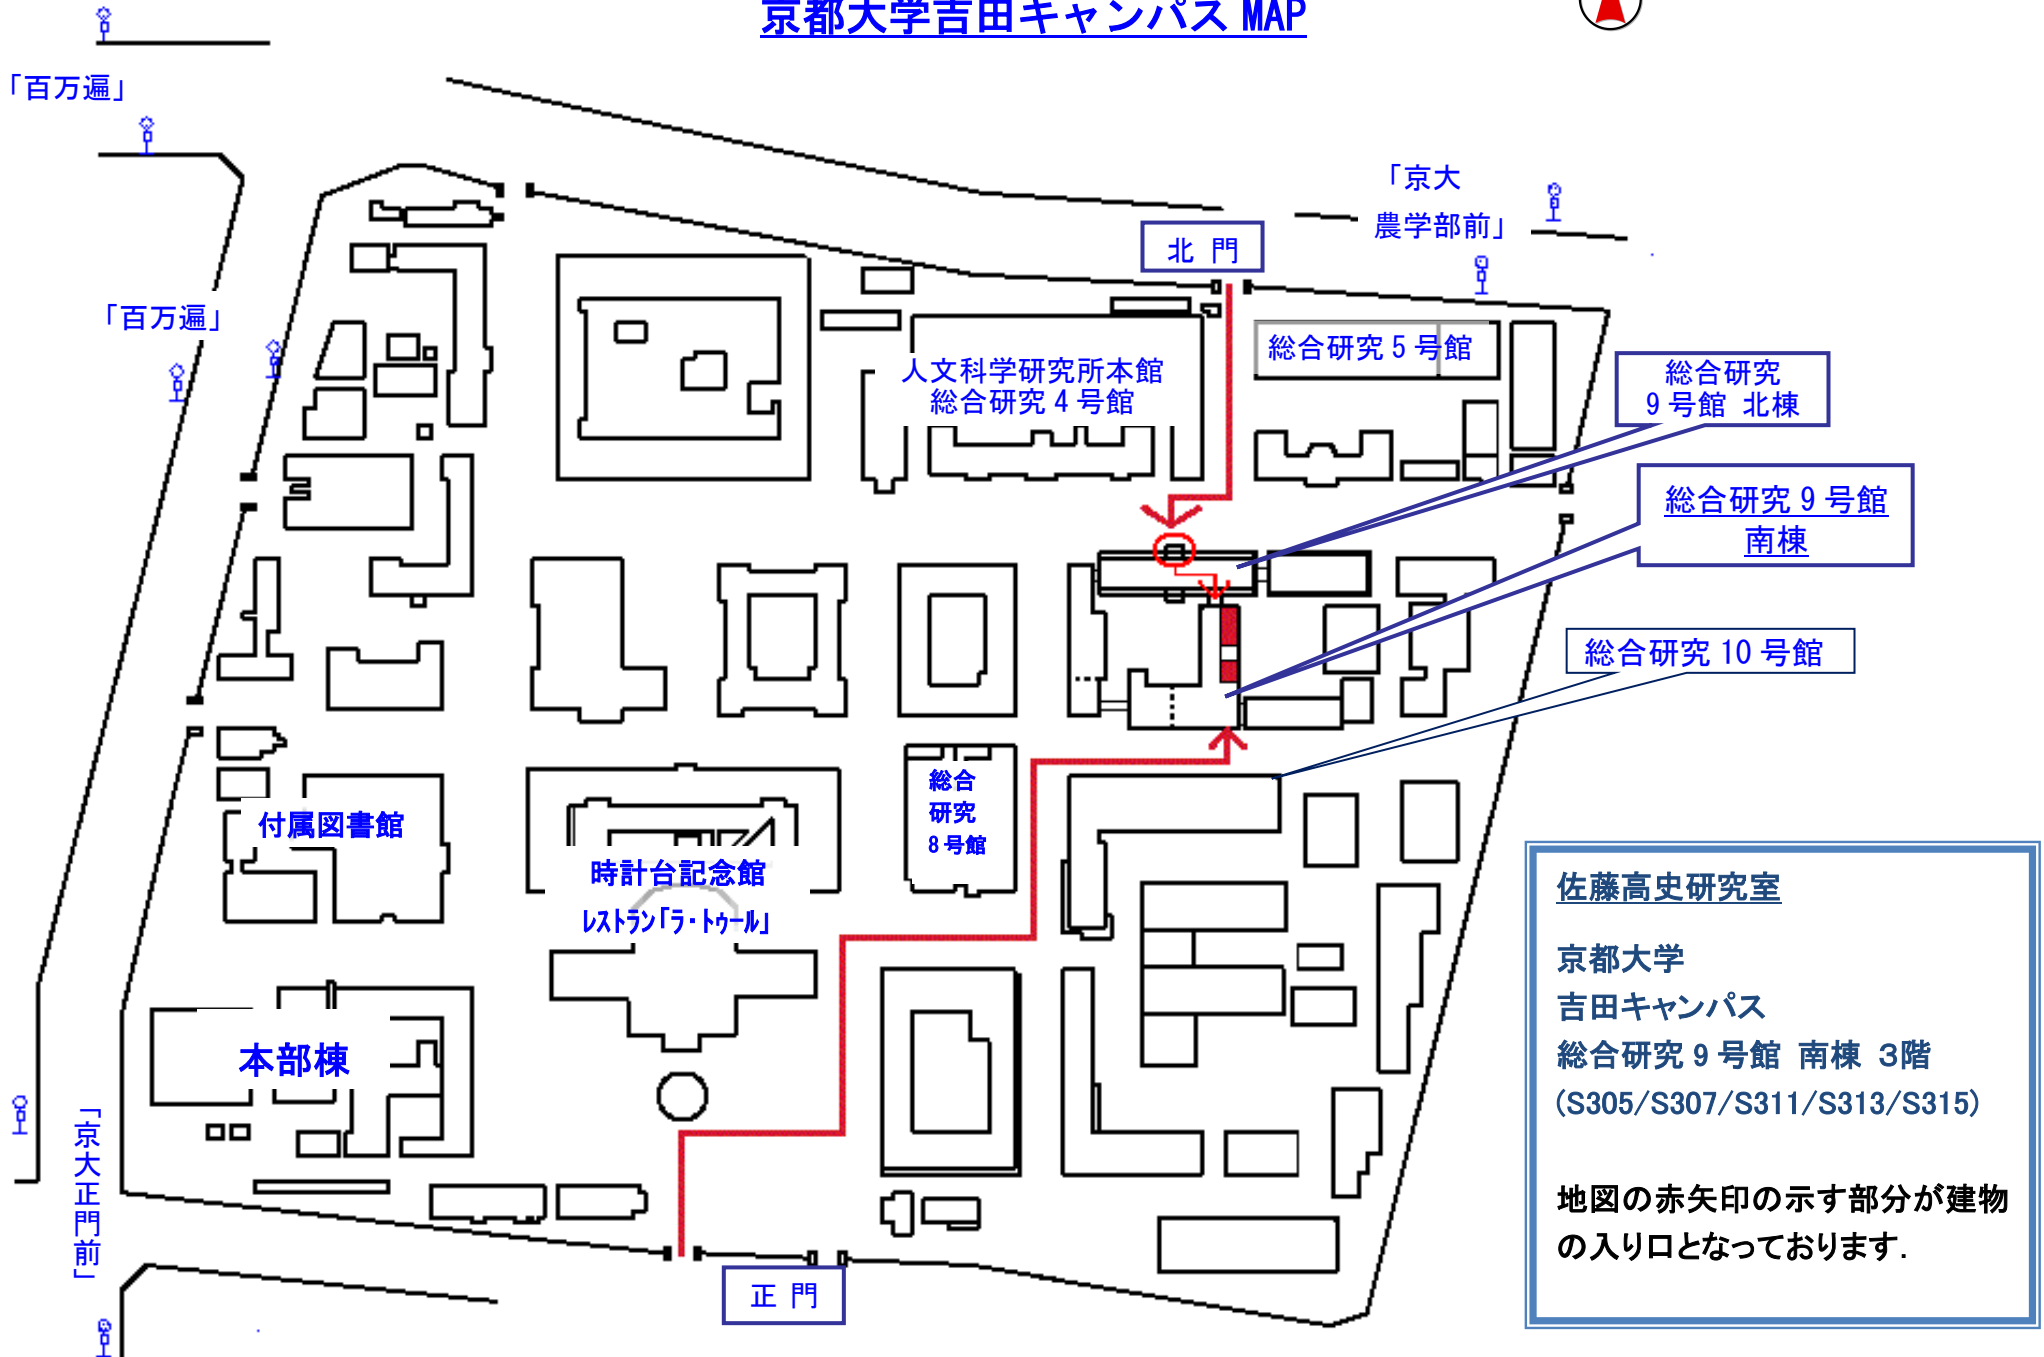 京都大学吉田キャンパス MAP
「百万遍」
「京大
農学部前」
北 門
「百万遍」
総合研究 5 号館
人文科学研究所本館
総合研究 4 号館
総合研究
9 号館 北棟
総合研究 9 号館
南棟
総合研究 10 号館
総合
研究
8 号館
付属図書館
時計台記念館
ﾚｽﾄﾗﾝ｢ﾗ･ﾄｩｰﾙ｣
本部棟
「京大正門前」
正 門
佐藤高史研究室
京都大学
吉田キャンパス
総合研究 9 号館 南棟 3階
(S305/S307/S311/S313/S315)
地図の赤矢印の示す部分が建物
の入り口となっております.